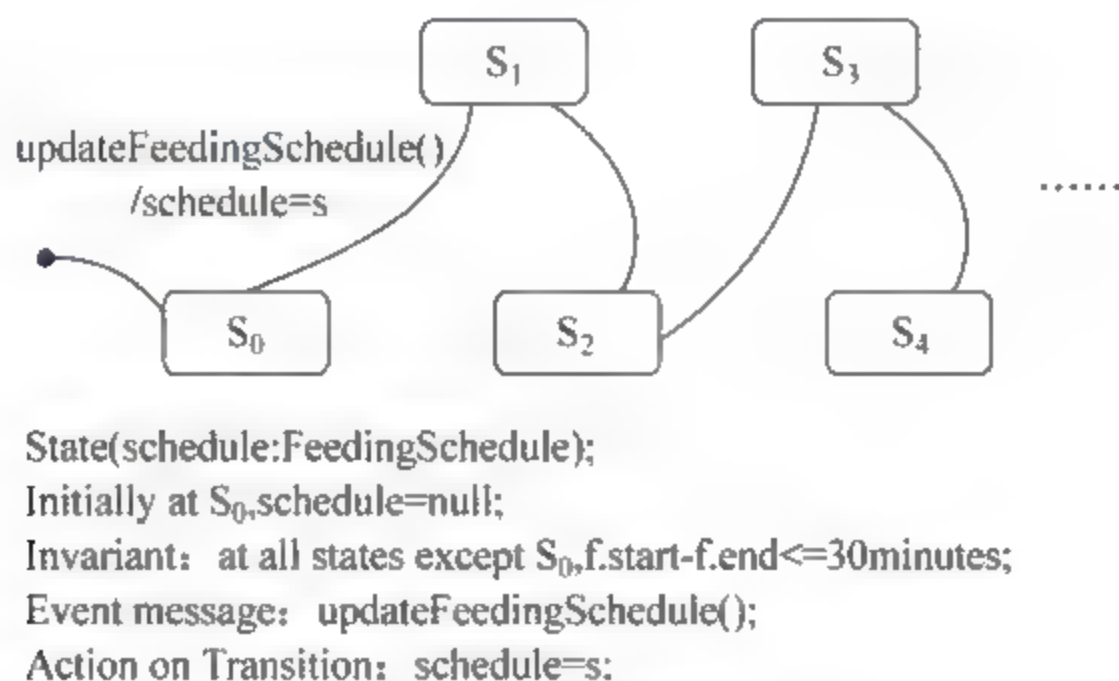 S₁
S₃
updateFeedingSchedule()
/schedule=s
S₀
S₂
S₄
State(schedule:FeedingSchedule);
Initially at S₀,schedule=null;
Invariant：at all states except S₀,f.start-f.end<=30minutes;
Event message：updateFeedingSchedule();
Action on Transition：schedule=s;